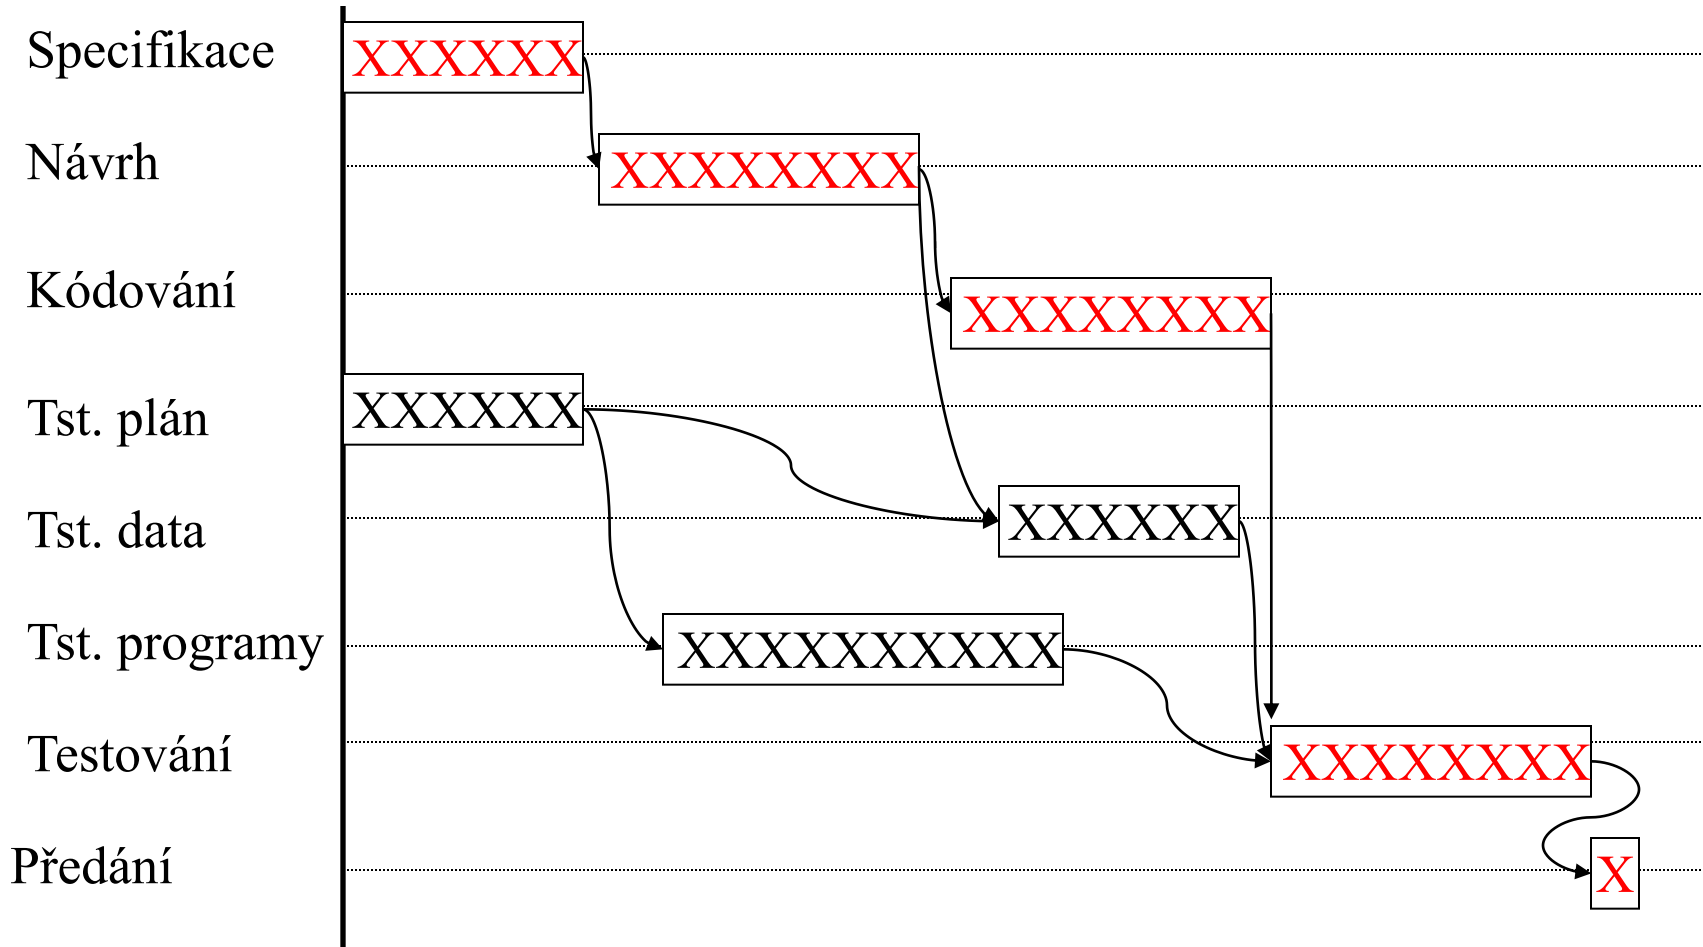 Specifikace XXXXXX
Návrh XXXXXXXX
Kódování XXXXXXXX
Tst. plán XXXXXX
Tst. data XXXXXX
Tst. programy XXXXXXXXXX
Testování XXXXXXXX
Předání X